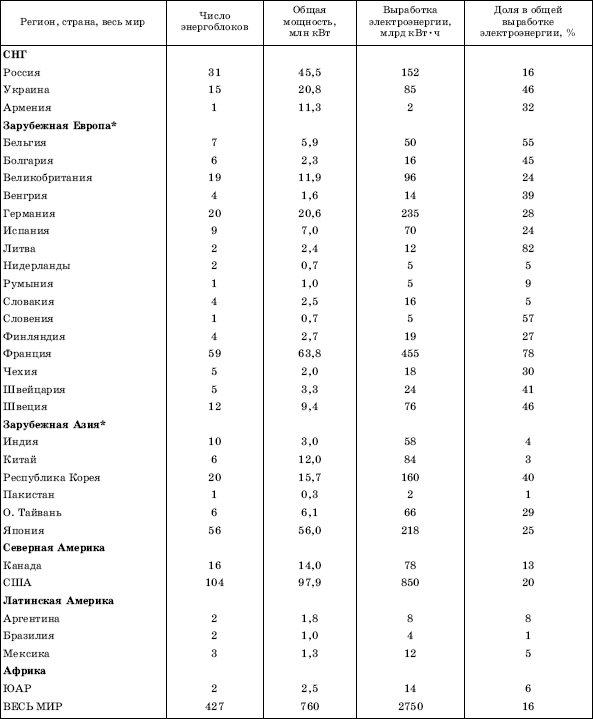 Регион, страна, весь мир Число энергоблоков Общая мощность, млн кВт Выработка электроэнергии, млрд кВт·ч Доля в общей выработке электроэнергии, %
СНГ
Россия 31 45,5 152 16
Украина 15 20,8 85 46
Армения 1 11,3 2 32
Зарубежная Европа*
Бельгия 7 5,9 50 55
Болгария 6 2,3 16 45
Великобритания 19 11,9 96 24
Венгрия 4 1,6 14 39
Германия 20 20,6 235 28
Испания 9 7,0 70 24
Литва 2 2,4 12 82
Нидерланды 2 0,7 5 5
Румыния 1 1,0 5 9
Словакия 4 2,5 16 5
Словения 1 0,7 5 57
Финляндия 4 2,7 19 27
Франция 59 63,8 455 78
Чехия 5 2,0 18 30
Швейцария 5 3,3 24 41
Швеция 12 9,4 76 46
Зарубежная Азия*
Индия 10 3,0 58 4
Китай 6 12,0 84 3
Республика Корея 20 15,7 160 40
Пакистан 1 0,3 2 1
О. Тайвань 6 6,1 66 29
Япония 56 56,0 218 25
Северная Америка
Канада 16 14,0 78 13
США 104 97,9 850 20
Латинская Америка
Аргентина 2 1,8 8 8
Бразилия 2 1,0 4 1
Мексика 3 1,3 12 5
Африка
ЮАР 2 2,5 14 6
ВЕСЬ МИР 427 760 2750 16